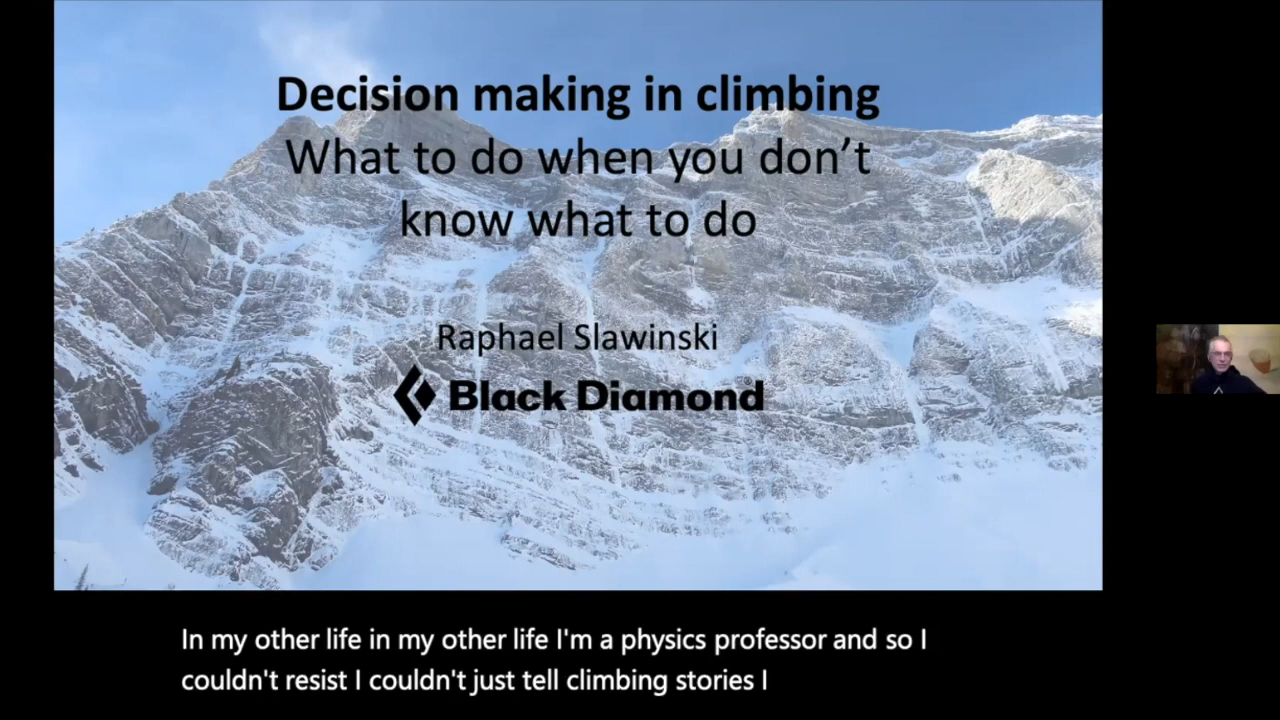 Decision making in climbing
What to do when you don’t
know what to do
Raphael Slawinski
Black Diamond
In my other life in my other life I'm a physics professor and so I
couldn't resist I couldn't just tell climbing stories I